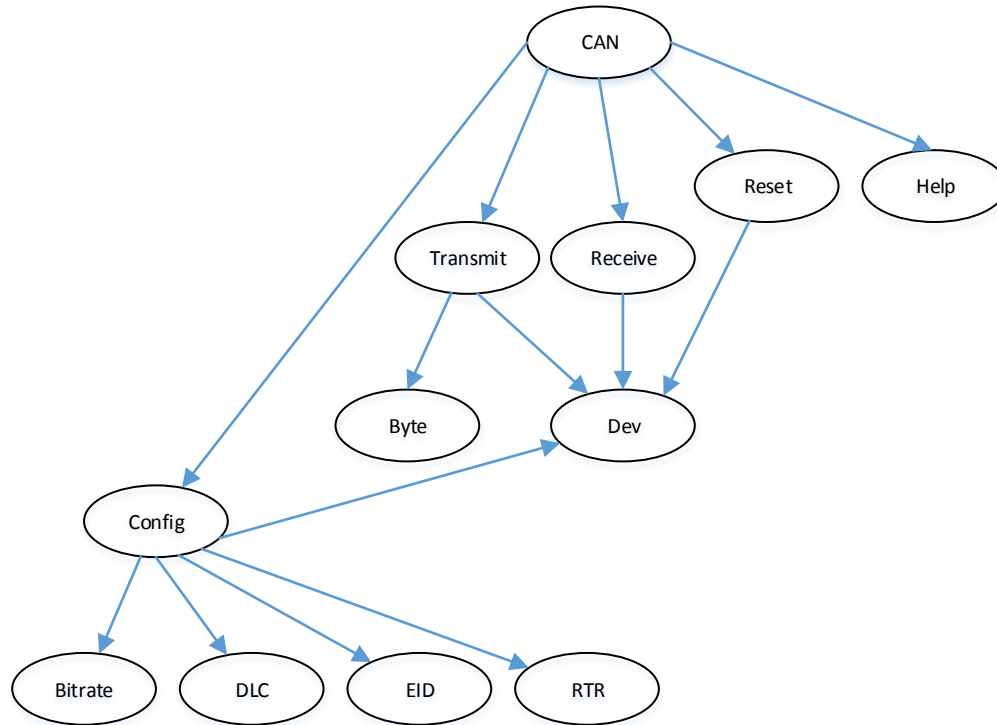 CAN
Reset
Help
Transmit
Receive
Byte
Dev
Config
Bitrate
DLC
EID
RTR